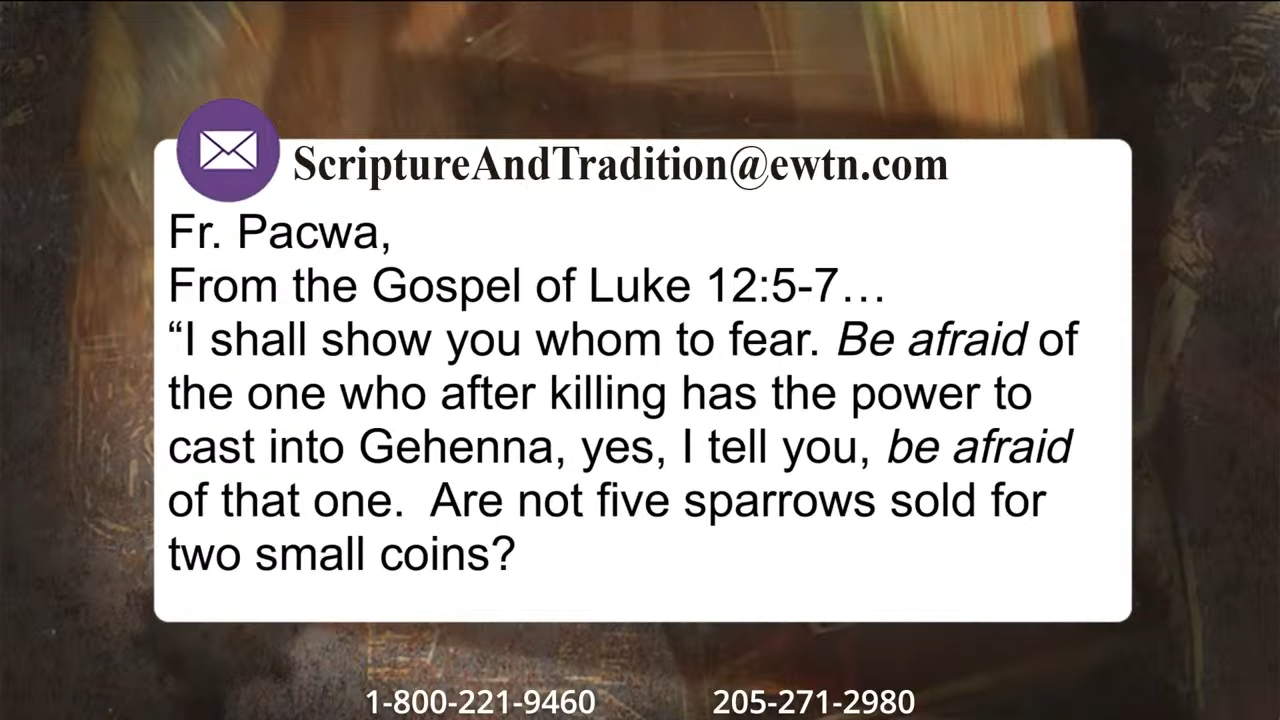 ScriptureAndTradition@ewtn.com
Fr. Pacwa,
From the Gospel of Luke 12:5-7…
“I shall show you whom to fear. Be afraid of
the one who after killing has the power to
cast into Gehenna, yes, I tell you, be afraid
of that one.  Are not five sparrows sold for
two small coins?
1-800-221-9460 205-271-2980